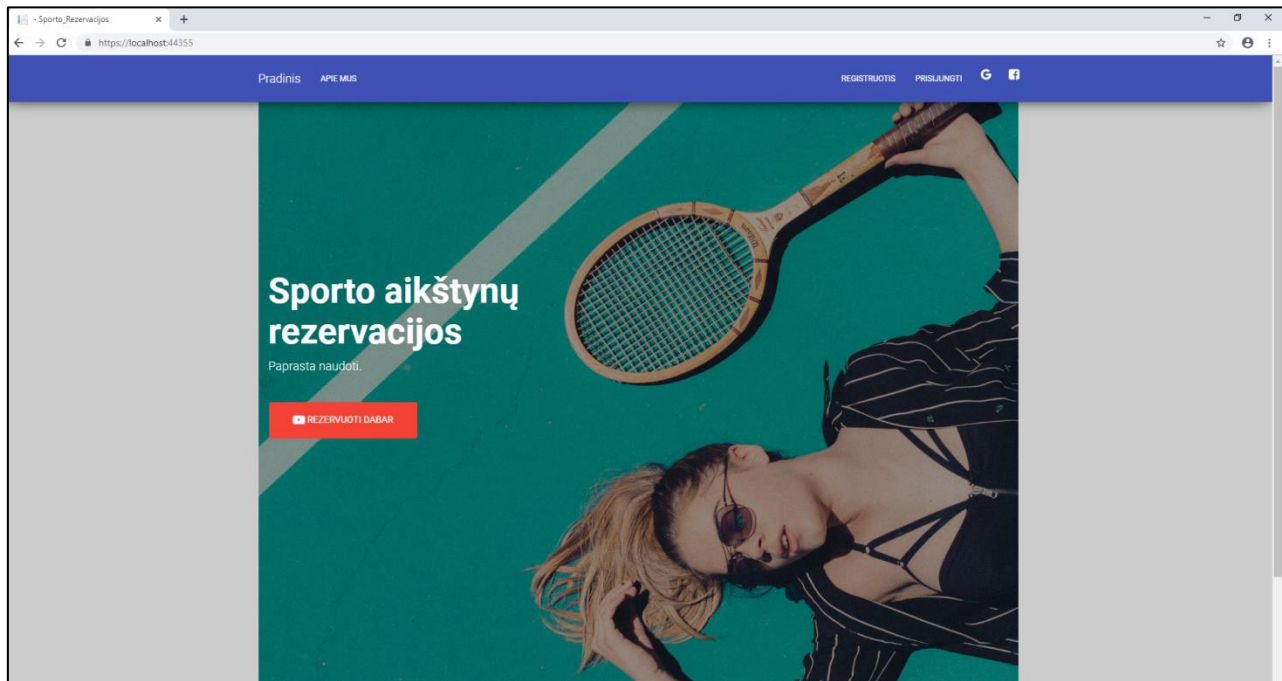 - Sporto_Rezervacijos
https://localhost:44355
Pradinis APIE MUS REGISTRUOTIS PRISIJUNGTI
Sporto aikštynų
rezervacijos
Paprasta naudoti.
REZERVUOTI DABAR